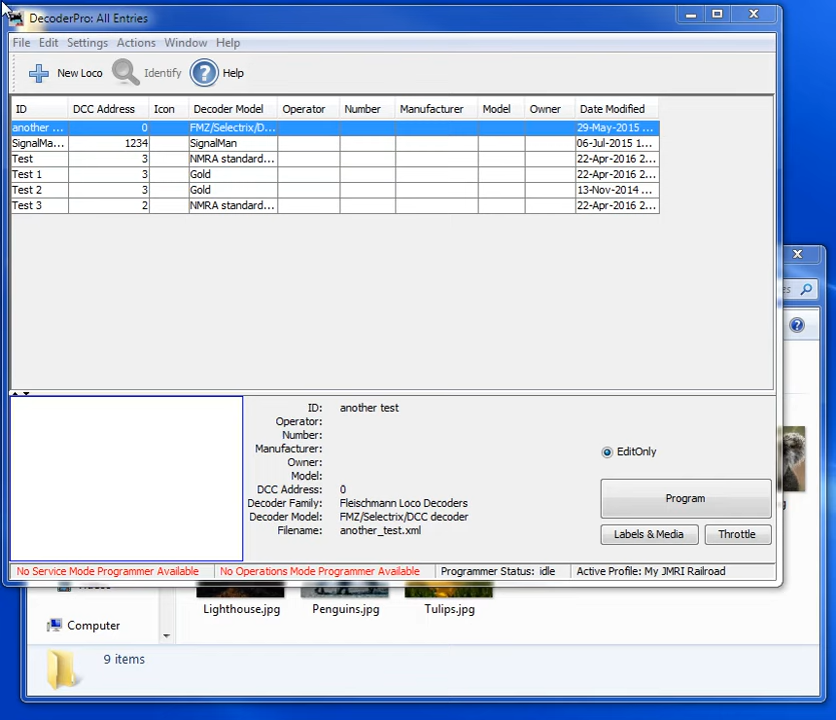 DecoderPro: All Entries
File Edit Settings Actions Window Help
New Loco Identify Help
ID DCC Address Icon Decoder Model Operator Number Manufacturer Model Owner Date Modified
another ... 0 FMZ/Selectrix/D... 29-May-2015 ...
SignalMa... 1234 SignalMan 06-Jul-2015 1...
Test 3 NMRA standard... 22-Apr-2016 2...
Test 1 3 Gold 22-Apr-2016 2...
Test 2 3 Gold 13-Nov-2014 ...
Test 3 2 NMRA standard... 22-Apr-2016 2...
ID: another test
Operator:
Number:
Manufacturer:
Owner:
Model:
DCC Address: 0
Decoder Family: Fleischmann Loco Decoders
Decoder Model: FMZ/Selectrix/DCC decoder
Filename: another_test.xml
EditOnly
Program
Labels & Media Throttle
No Service Mode Programmer Available No Operations Mode Programmer Available Programmer Status: idle Active Profile: My JMRI Railroad
Lighthouse.jpg Penguins.jpg Tulips.jpg
Computer
9 items